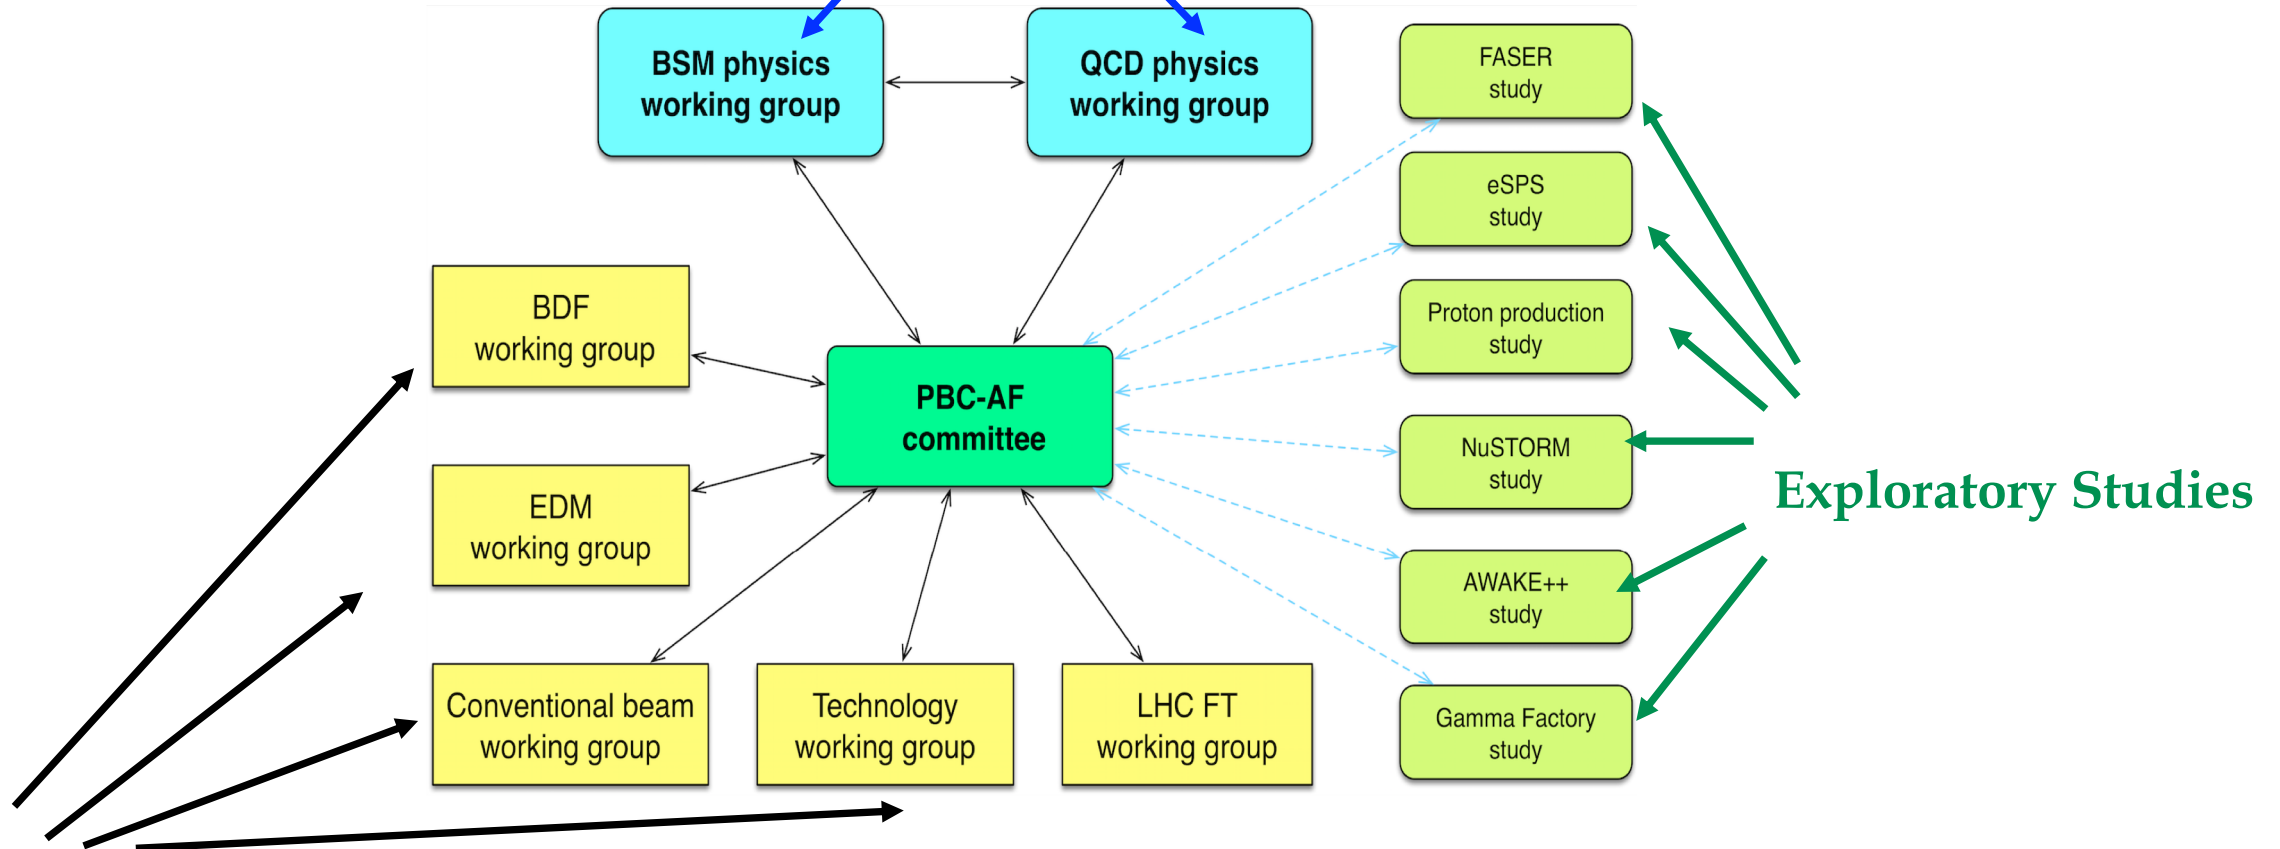 BSM physics
working group
QCD physics
working group
FASER
study
eSPS
study
Proton production
study
BDF
working group
PBC-AF
committee
NuSTORM
study
Exploratory Studies
EDM
working group
AWAKE++
study
Conventional beam
working group
Technology
working group
LHC FT
working group
Gamma Factory
study